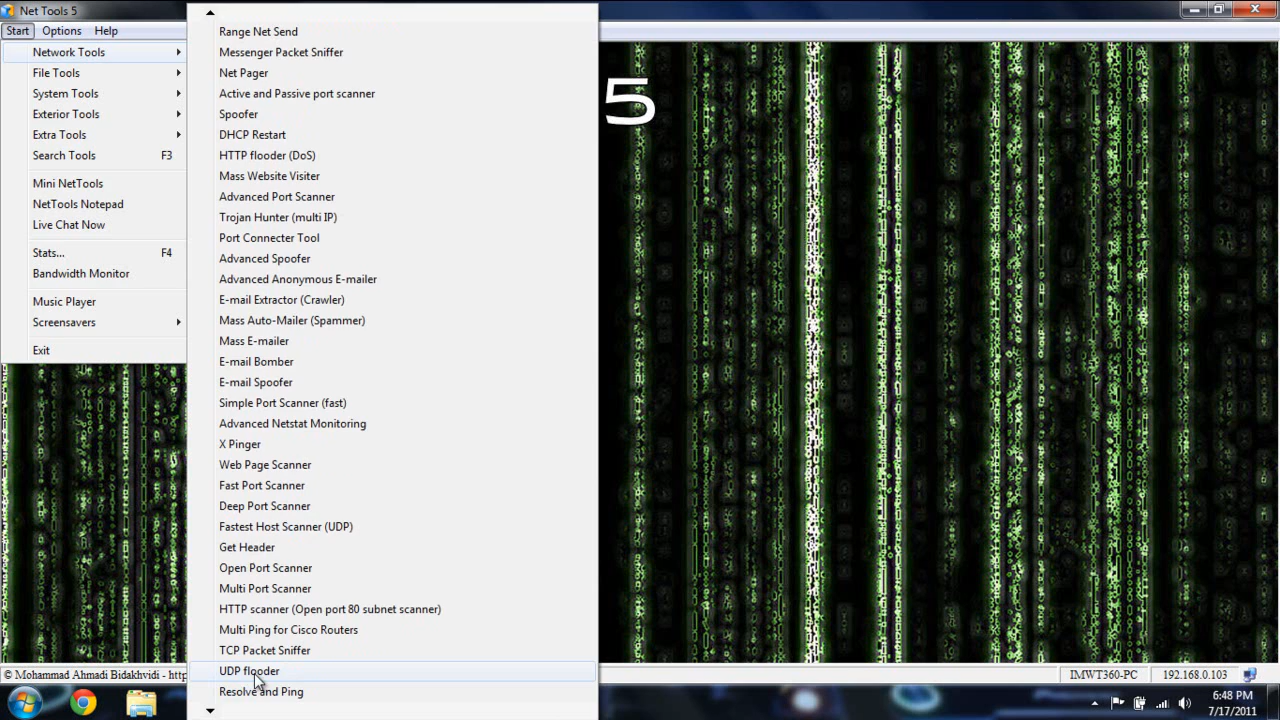 Net Tools 5
Start Options Help
Network Tools
File Tools
System Tools
Exterior Tools
Extra Tools
Search Tools F3
Mini NetTools
NetTools Notepad
Live Chat Now
Stats... F4
Bandwidth Monitor
Music Player
Screensavers
Exit
Range Net Send
Messenger Packet Sniffer
Net Pager
Active and Passive port scanner
Spoofer
DHCP Restart
HTTP flooder (DoS)
Mass Website Visiter
Advanced Port Scanner
Trojan Hunter (multi IP)
Port Connecter Tool
Advanced Spoofer
Advanced Anonymous E-mailer
E-mail Extractor (Crawler)
Mass Auto-Mailer (Spammer)
Mass E-mailer
E-mail Bomber
E-mail Spoofer
Simple Port Scanner (fast)
Advanced Netstat Monitoring
X Pinger
Web Page Scanner
Fast Port Scanner
Deep Port Scanner
Fastest Host Scanner (UDP)
Get Header
Open Port Scanner
Multi Port Scanner
HTTP scanner (Open port 80 subnet scanner)
Multi Ping for Cisco Routers
TCP Packet Sniffer
UDP flooder
Resolve and Ping
5
© Mohammad Ahmadi Bidakhvidi - http
IMWT360-PC 192.168.0.103
6:48 PM
7/17/2011